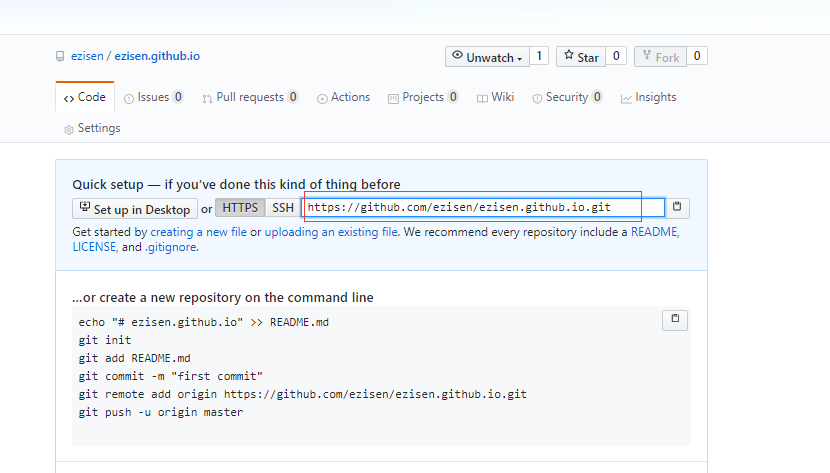 ezisen / ezisen.github.io
Unwatch 1 Star 0 Fork 0
Code Issues 0 Pull requests 0 Actions Projects 0 Wiki Security 0 Insights
Settings
Quick setup — if you've done this kind of thing before
Set up in Desktop or HTTPS SSH https://github.com/ezisen/ezisen.github.io.git
Get started by creating a new file or uploading an existing file. We recommend every repository include a README,
LICENSE, and .gitignore.
…or create a new repository on the command line
echo "# ezisen.github.io" >> README.md
git init
git add README.md
git commit -m "first commit"
git remote add origin https://github.com/ezisen/ezisen.github.io.git
git push -u origin master